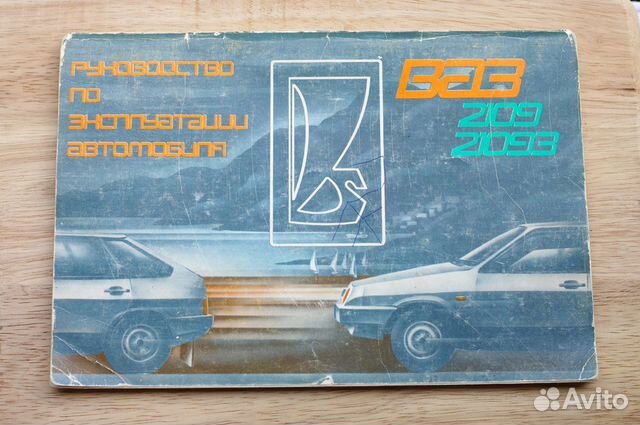 РУКОВОДСТВО
ПО
ЭКСПЛУАТАЦИИ
АВТОМОБИЛЯ
ВАЗ
2109
21093
Avito